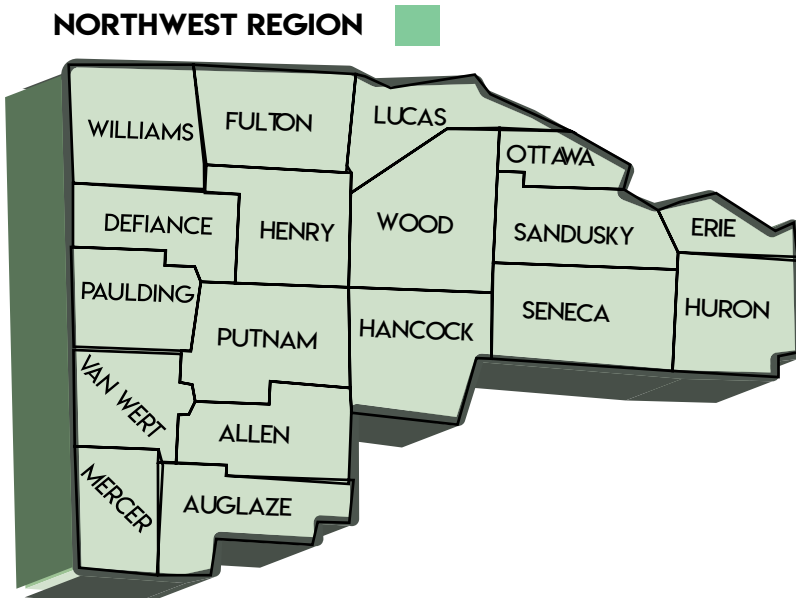 NORTHWEST REGION
WILLIAMS
FULTON
LUCAS
OTTAWA
DEFIANCE
HENRY
WOOD
SANDUSKY
ERIE
PAULDING
PUTNAM
HANCOCK
SENECA
HURON
VAN WERT
ALLEN
MERCER
AUGLAZE